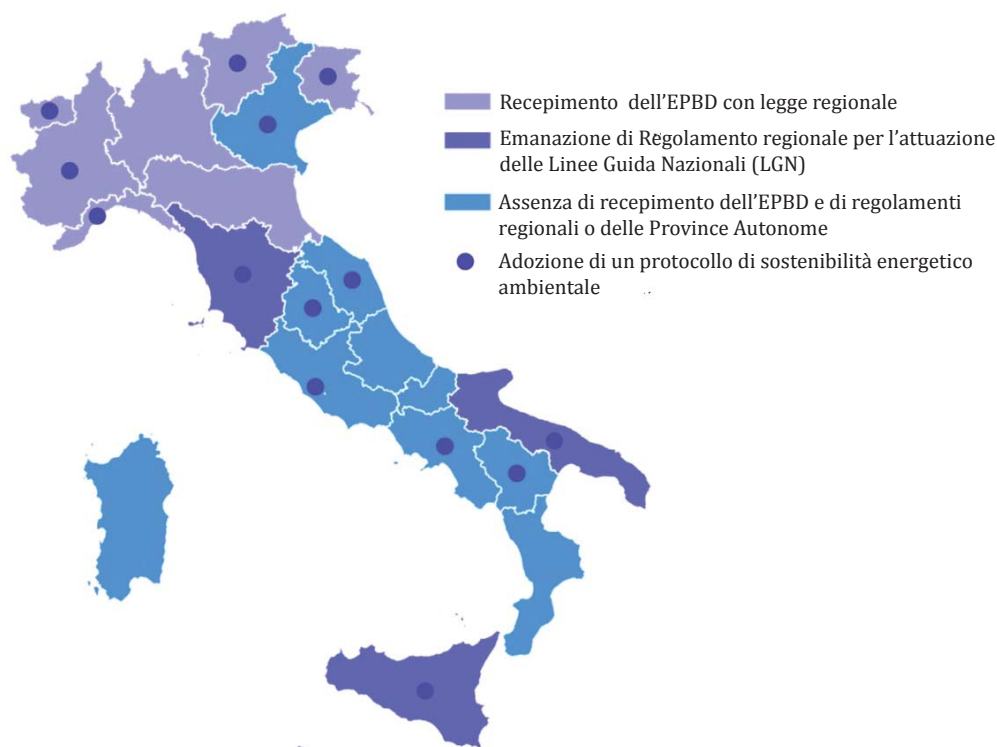 Recepimento dell'EPBD con legge regionale
Emanazione di Regolamento regionale per l'attuazione
delle Linee Guida Nazionali (LGN)
Assenza di recepimento dell'EPBD e di regolamenti
regionali o delle Province Autonome
Adozione di un protocollo di sostenibilità energetico
ambientale